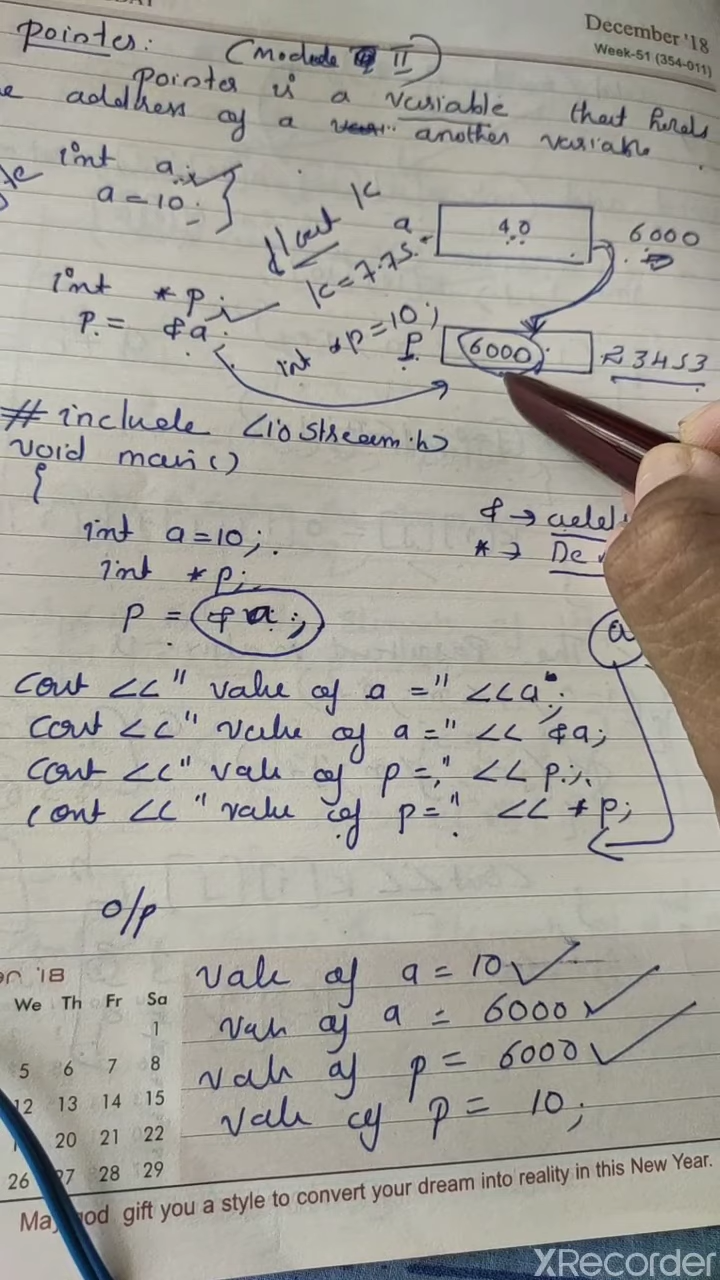 December '18
Week-51 (354-011)
pointer: (Module II)
pointer is a variable that holds
address of a another variable
int a;
a = 10;
int *p;
p = &a;
k
k = 7.75
int *p = 10;
a
40
6000
p
6000
23453
# include <iostream.h>
void main()
{
int a = 10;
int *p;
p = &a;
& →
* →
a
cout << " value of a =" << a;
cout << " value of a =" << &a;
cout << " value of p =" << p;
cout << " value of p =" << *p;
o/p
value of a = 10
value of a = 6000
value of p = 6000
value of p = 10;
'18
We Th Fr Sa
1
5 6 7 8
12 13 14 15
20 21 22
26 27 28 29
May god gift you a style to convert your dream into reality in this New Year.
XRecorder